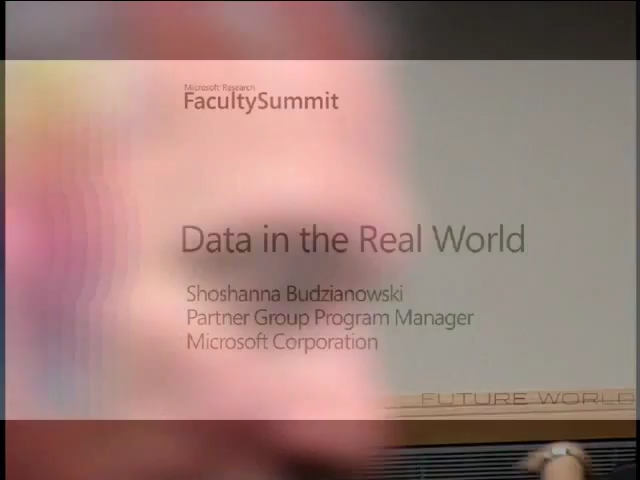 Microsoft Research
FacultySummit
Data in the Real World
Shoshanna Budzianowski
Partner Group Program Manager
Microsoft Corporation
FUTURE WORLD